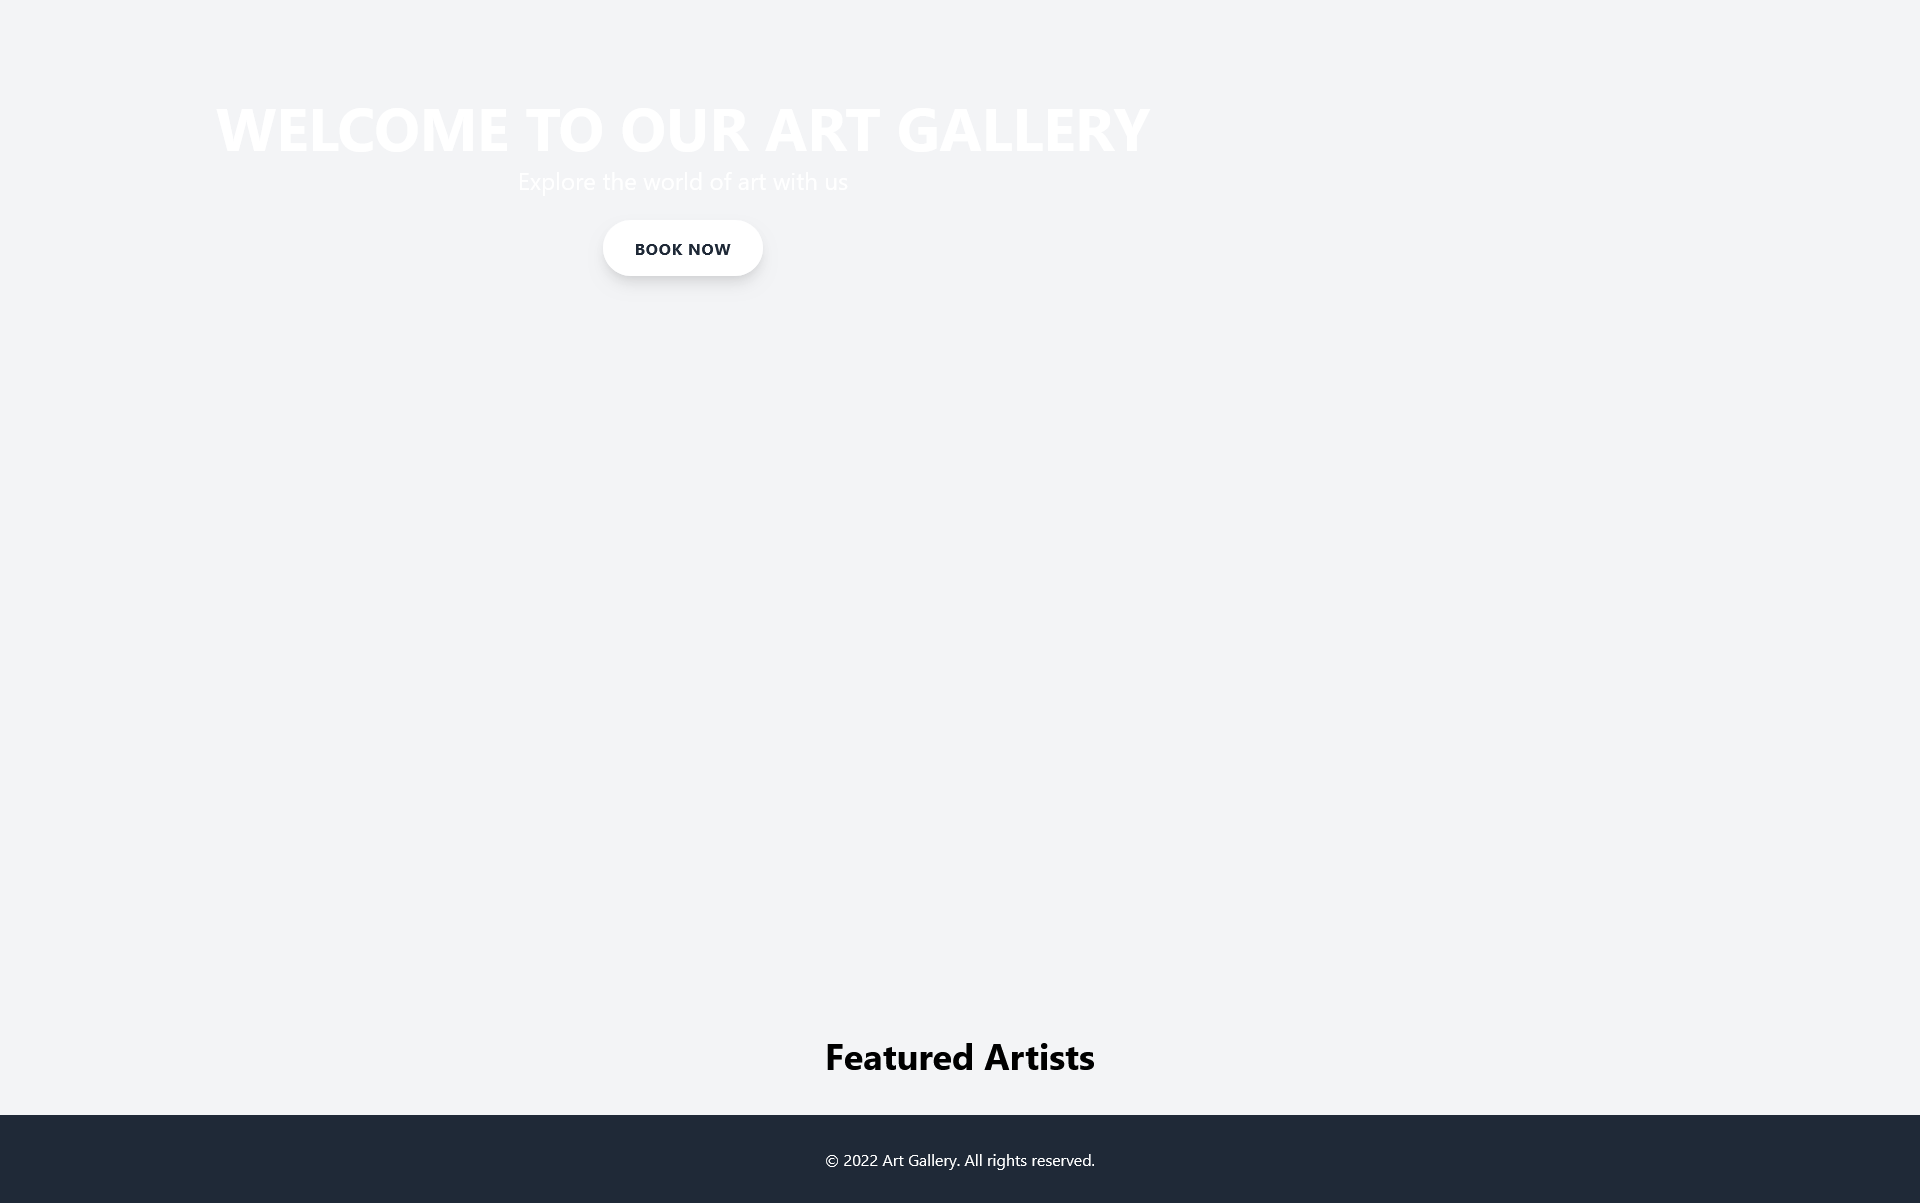 WELCOME TO OUR ART GALLERY
Explore the world of art with us
BOOK NOW
Featured Artists
© 2022 Art Gallery. All rights reserved.